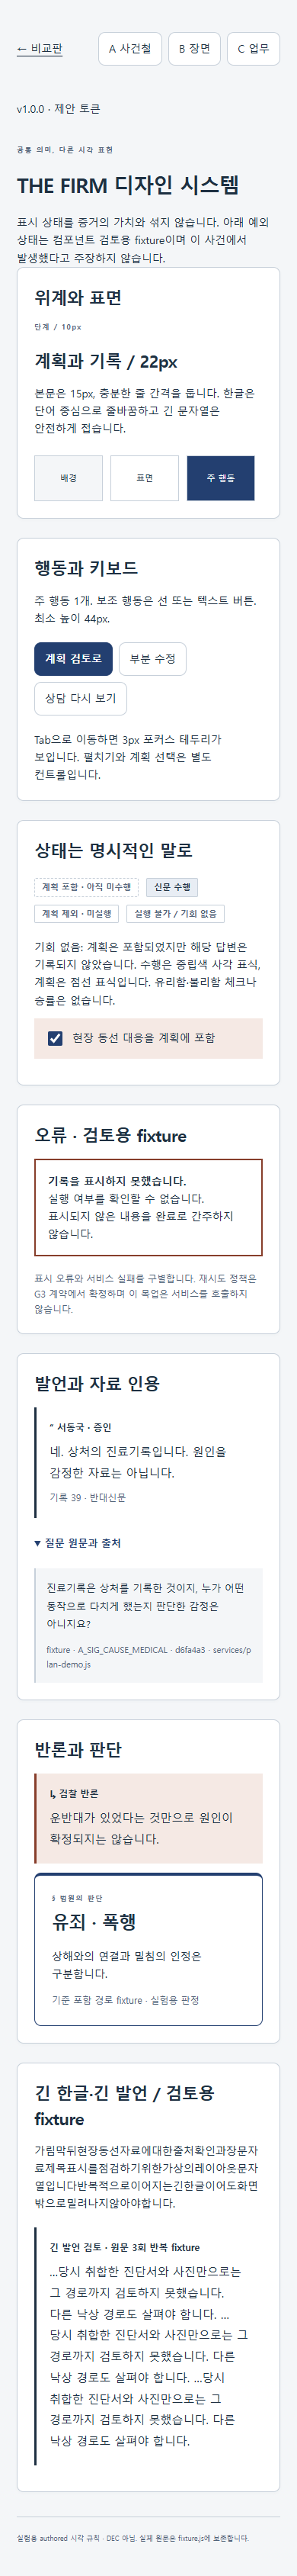 ← 비교판
A 사건철
B 장면
C 업무
v1.0.0 · 제안 토큰
공통 의미, 다른 시각 표현
THE FIRM 디자인 시스템
표시 상태를 증거의 가치와 섞지 않습니다. 아래 예외
상태는 컴포넌트 검토용 fixture이며 이 사건에서
발생했다고 주장하지 않습니다.
위계와 표면
단계 / 10px
계획과 기록 / 22px
본문은 15px, 충분한 줄 간격을 둡니다. 한글은
단어 중심으로 줄바꿈하고 긴 문자열은
안전하게 접습니다.
배경
표면
주 행동
행동과 키보드
주 행동 1개. 보조 행동은 선 또는 텍스트 버튼.
최소 높이 44px.
계획 검토로
부분 수정
상담 다시 보기
Tab으로 이동하면 3px 포커스 테두리가
보입니다. 펼치기와 계획 선택은 별도
컨트롤입니다.
상태는 명시적인 말로
계획 포함 · 아직 미수행
신문 수행
계획 제외 · 미실행
실행 불가 / 기회 없음
기회 없음: 계획은 포함되었지만 해당 답변은
기록되지 않았습니다. 수행은 중립색 사각 표식,
계획은 점선 표식입니다. 유리함·불리함 체크나
승률은 없습니다.
현장 동선 대응을 계획에 포함
오류 · 검토용 fixture
기록을 표시하지 못했습니다.
실행 여부를 확인할 수 없습니다.
표시되지 않은 내용을 완료로 간주하지
않습니다.
표시 오류와 서비스 실패를 구별합니다. 재시도 정책은
G3 계약에서 확정하며 이 목업은 서비스를 호출하지
않습니다.
발언과 자료 인용
“ 서동국 · 증인
네. 상처의 진료기록입니다. 원인을
감정한 자료는 아닙니다.
기록 39 · 반대신문
▼ 질문 원문과 출처
진료기록은 상처를 기록한 것이지, 누가 어떤
동작으로 다치게 했는지 판단한 감정은
아니지요?
fixture · A_SIG_CAUSE_MEDICAL · d6fa4a3 · services/p
lan-demo.js
반론과 판단
↳ 검찰 반론
운반대가 있었다는 것만으로 원인이
확정되지는 않습니다.
§ 법원의 판단
유죄 · 폭행
상해와의 연결과 밀침의 인정은
구분합니다.
기준 포함 경로 fixture · 실험용 판정
긴 한글·긴 발언 / 검토용
fixture
가림막뒤현장동선자료에대한출처확인과장문자
료제목표시를점검하기위한가상의레이아웃문자
열입니다반복적으로이어지는긴한글이어도화면
밖으로밀려나지않아야합니다.
긴 발언 검토 · 원문 3회 반복 fixture
…당시 취합한 진단서와 사진만으로는
그 경로까지 검토하지 못했습니다.
다른 낙상 경로도 살펴야 합니다. …
당시 취합한 진단서와 사진만으로는 그
경로까지 검토하지 못했습니다. 다른
낙상 경로도 살펴야 합니다. …당시
취합한 진단서와 사진만으로는 그
경로까지 검토하지 못했습니다. 다른
낙상 경로도 살펴야 합니다.
실험용 authored 시각 규칙 · DEC 아님. 실제 원문은 fixture.js에 보존합니다.